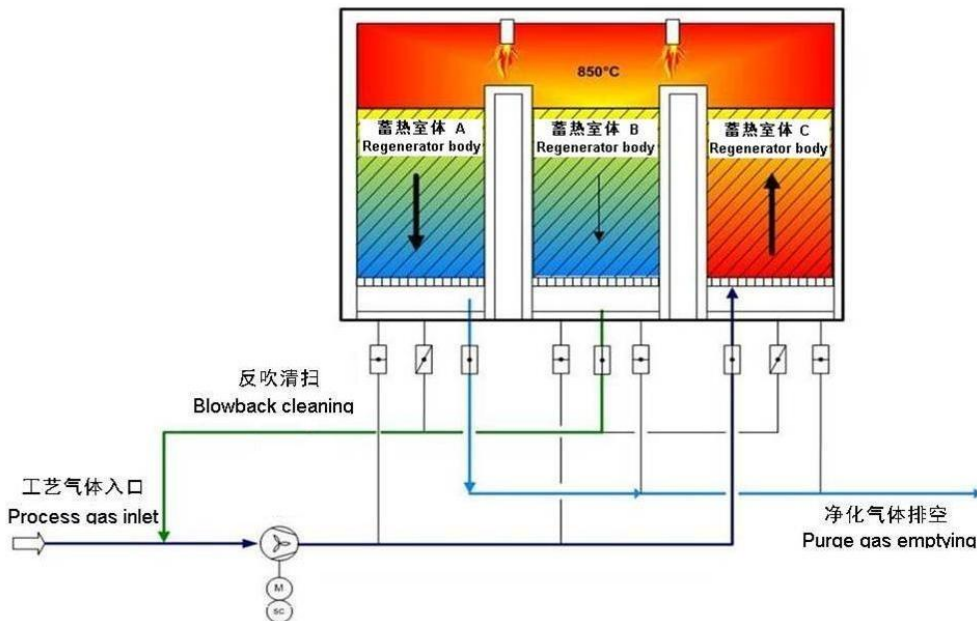 850°C
蓄热室体 A
Regenerator body
蓄热室体 B
Regenerator body
蓄热室体 C
Regenerator body
反吹清扫
Blowback cleaning
工艺气体入口
Process gas inlet
净化气体排空
Purge gas emptying
M
SC